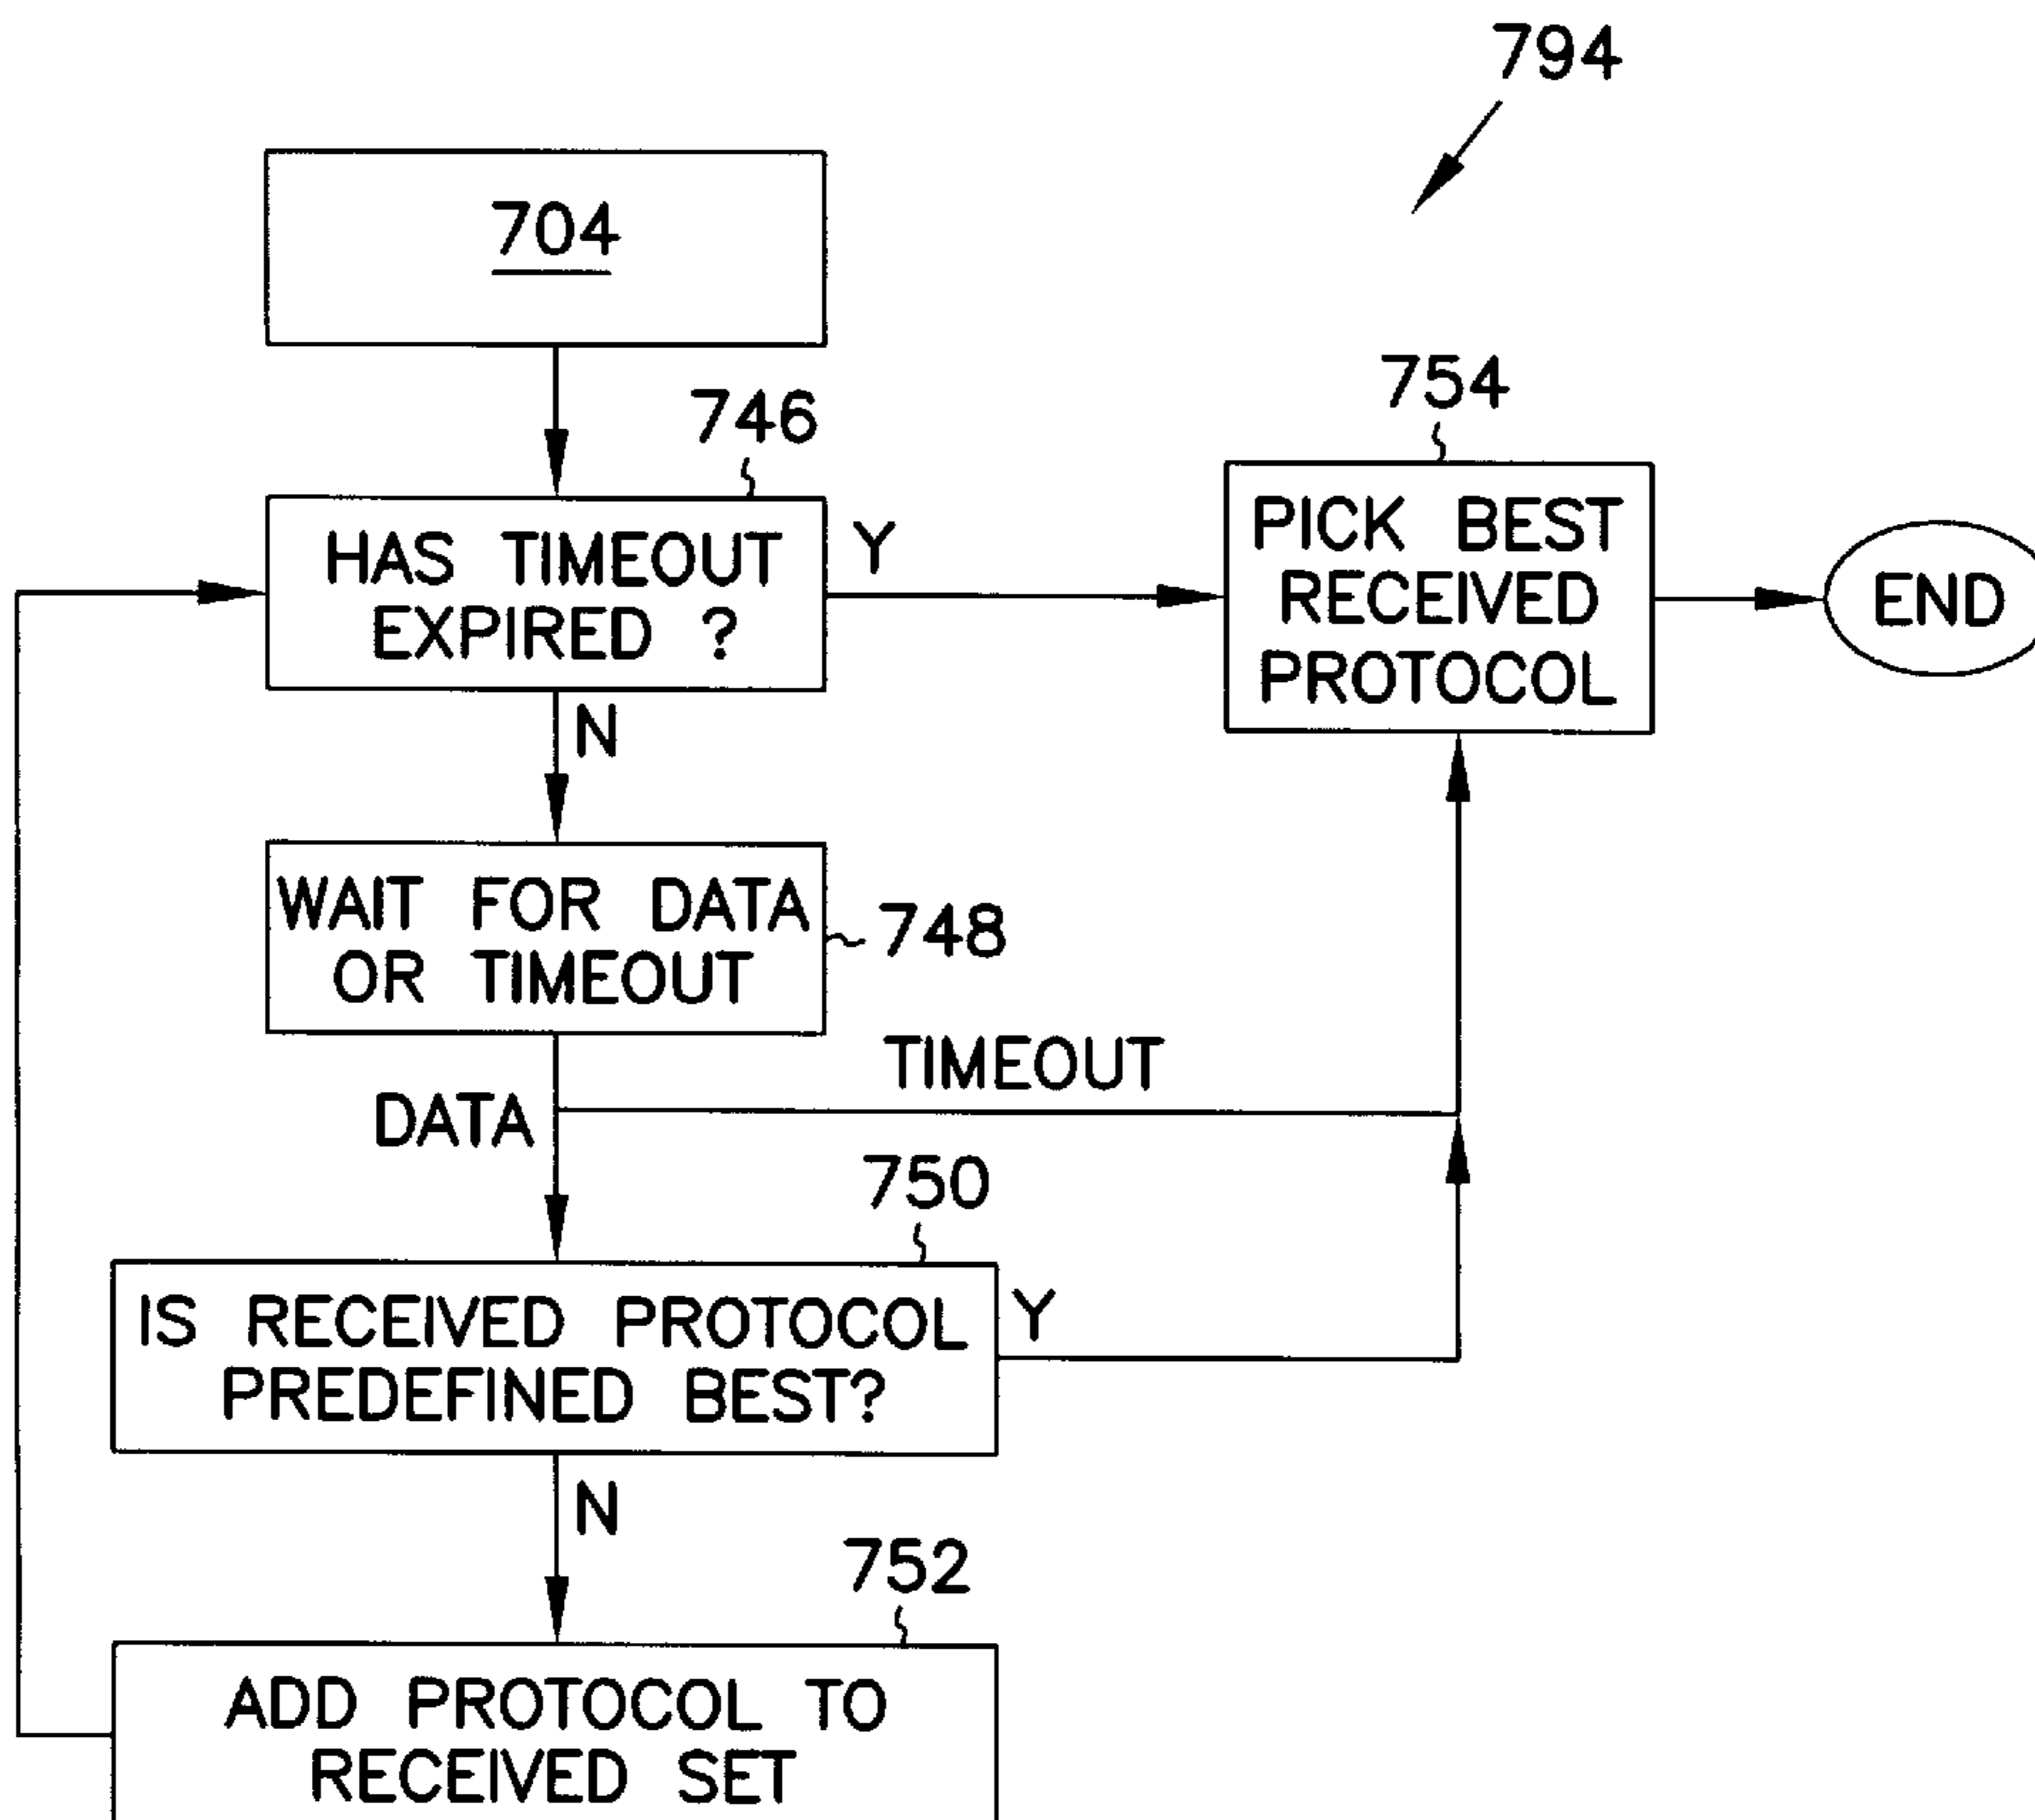 794
704
746
HAS TIMEOUT
EXPIRED ?
Y
754
PICK BEST
RECEIVED
PROTOCOL
END
N
WAIT FOR DATA
OR TIMEOUT
748
TIMEOUT
DATA
750
IS RECEIVED PROTOCOL
PREDEFINED BEST?
Y
N
752
ADD PROTOCOL TO
RECEIVED SET